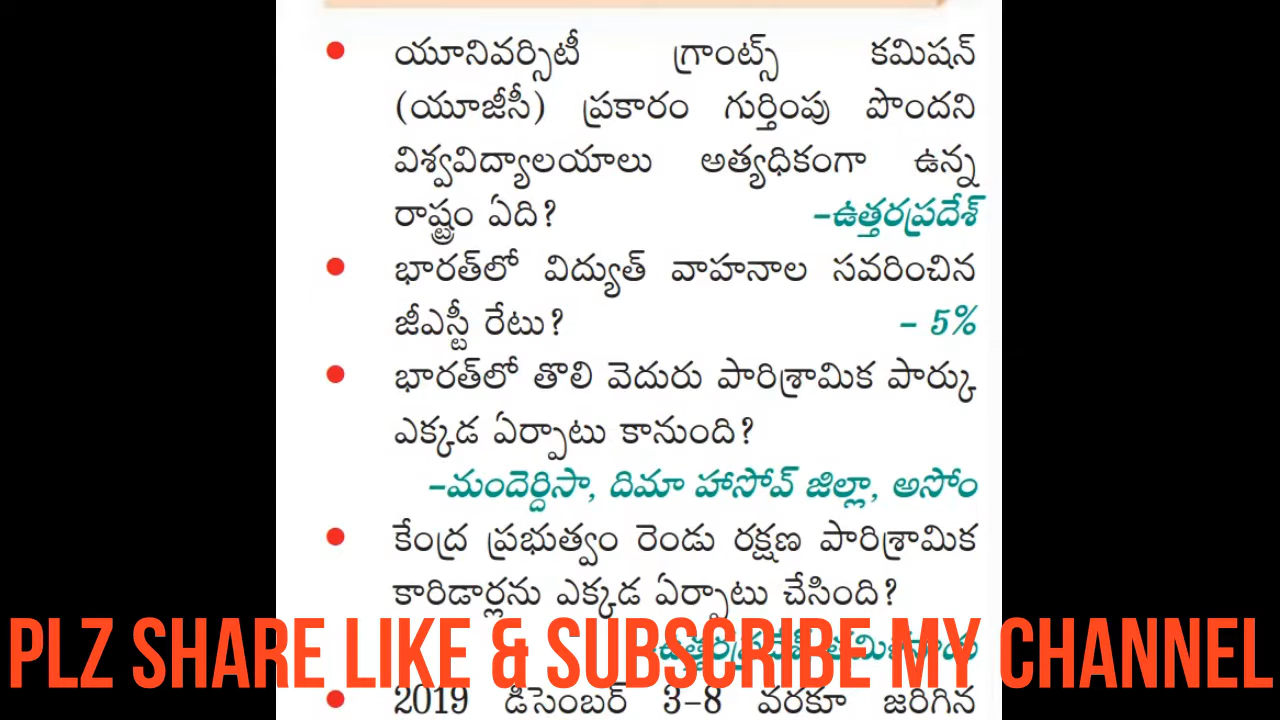 యూనివర్సిటీ గ్రాంట్స్ కమిషన్
(యూజీసీ) ప్రకారం గుర్తింపు పొందని
విశ్వవిద్యాలయాలు అత్యధికంగా ఉన్న
రాష్ట్రం ఏది? –ఉత్తరప్రదేశ్
భారత్‌లో విద్యుత్ వాహనాల సవరించిన
జీఎస్టీ రేటు? – 5%
భారత్‌లో తొలి వెదురు పారిశ్రామిక పార్కు
ఎక్కడ ఏర్పాటు కానుంది?
–మందెర్దిసా, దిమా హాసోవ్ జిల్లా, అసోం
కేంద్ర ప్రభుత్వం రెండు రక్షణ పారిశ్రామిక
కారిడార్లను ఎక్కడ ఏర్పాటు చేసింది?
PLZ SHARE LIKE & SUBSCRIBE MY CHANNEL
2019 డిసెంబర్ 3–8 వరకూ జరిగిన